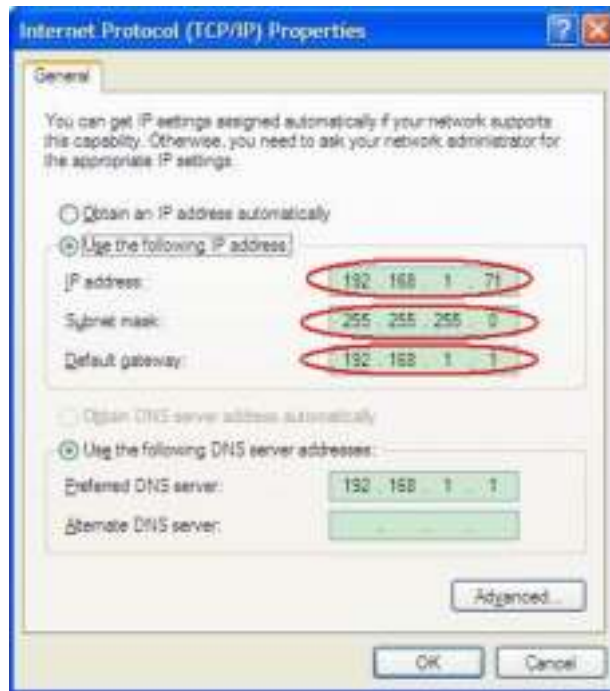 Internet Protocol (TCP/IP) Properties
General
You can get IP settings assigned automatically if your network supports
this capability. Otherwise, you need to ask your network administrator for
the appropriate IP settings.
Obtain an IP address automatically
Use the following IP address:
IP address: 192 . 168 . 1 . 71
Subnet mask: 255 . 255 . 255 . 0
Default gateway: 192 . 168 . 1 . 1
Obtain DNS server address automatically
Use the following DNS server addresses:
Preferred DNS server: 192 . 168 . 1 . 1
Alternate DNS server: . . .
Advanced...
OK Cancel